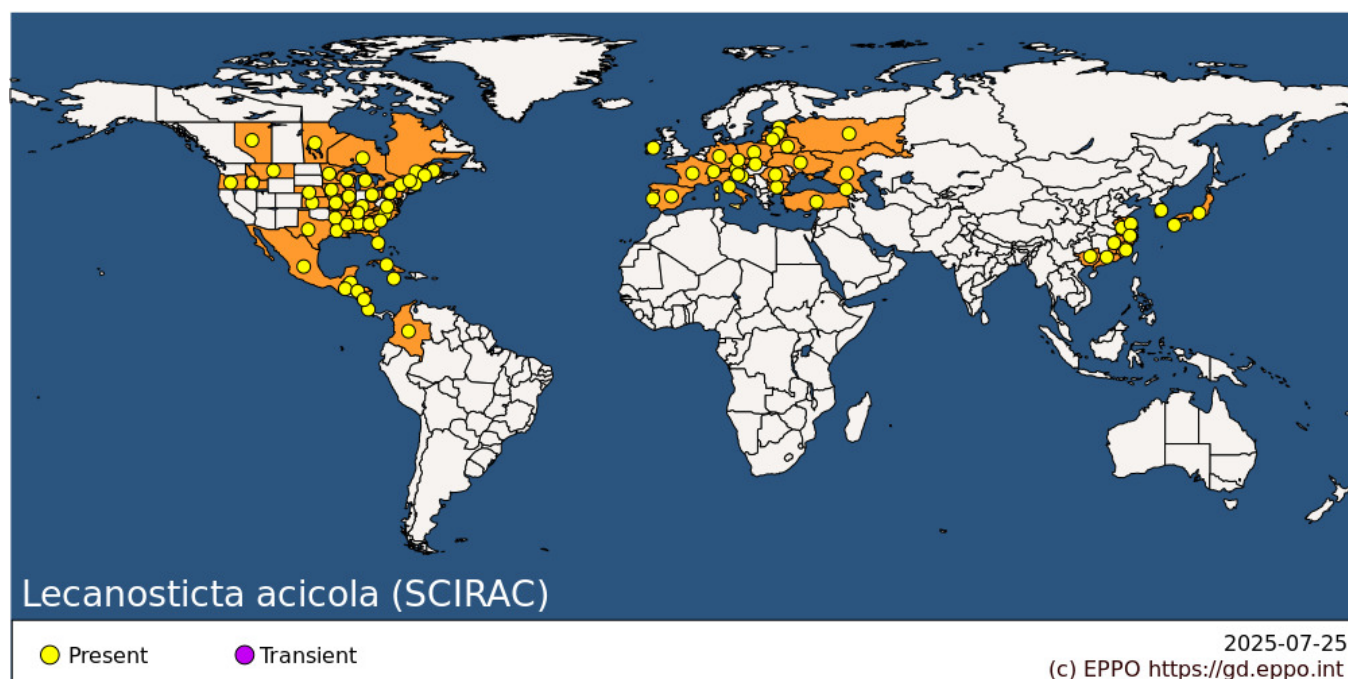 Lecanosticta acicola (SCIRAC)
Present
Transient
2025-07-25
(c) EPPO https://gd.eppo.int